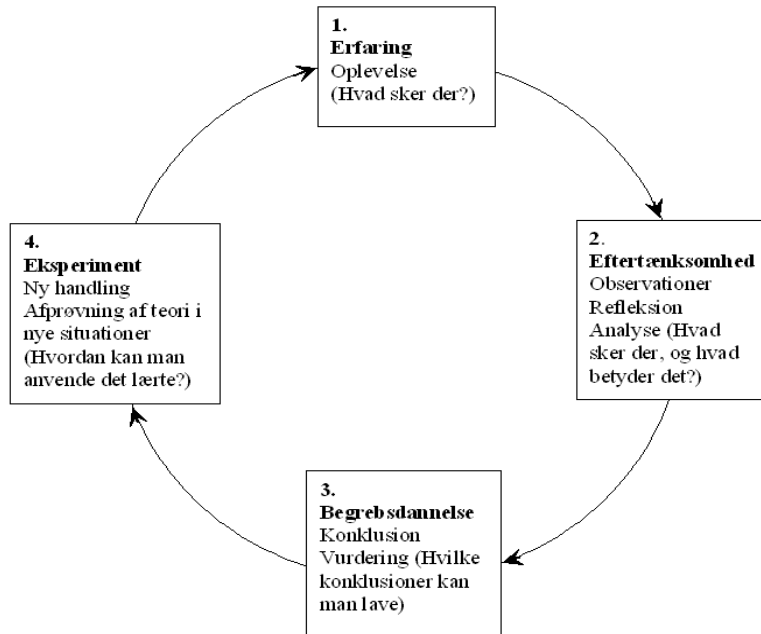 1.
Erfaring
Oplevelse
(Hvad sker der?)
2.
Eftertænksomhed
Observationer
Refleksion
Analyse (Hvad
sker der, og hvad
betyder det?)
3.
Begrebsdannelse
Konklusion
Vurdering (Hvilke
konklusioner kan
man lave)
4.
Eksperiment
Ny handling
Afprøvning af teori i
nye situationer
(Hvordan kan man
anvende det lærte?)